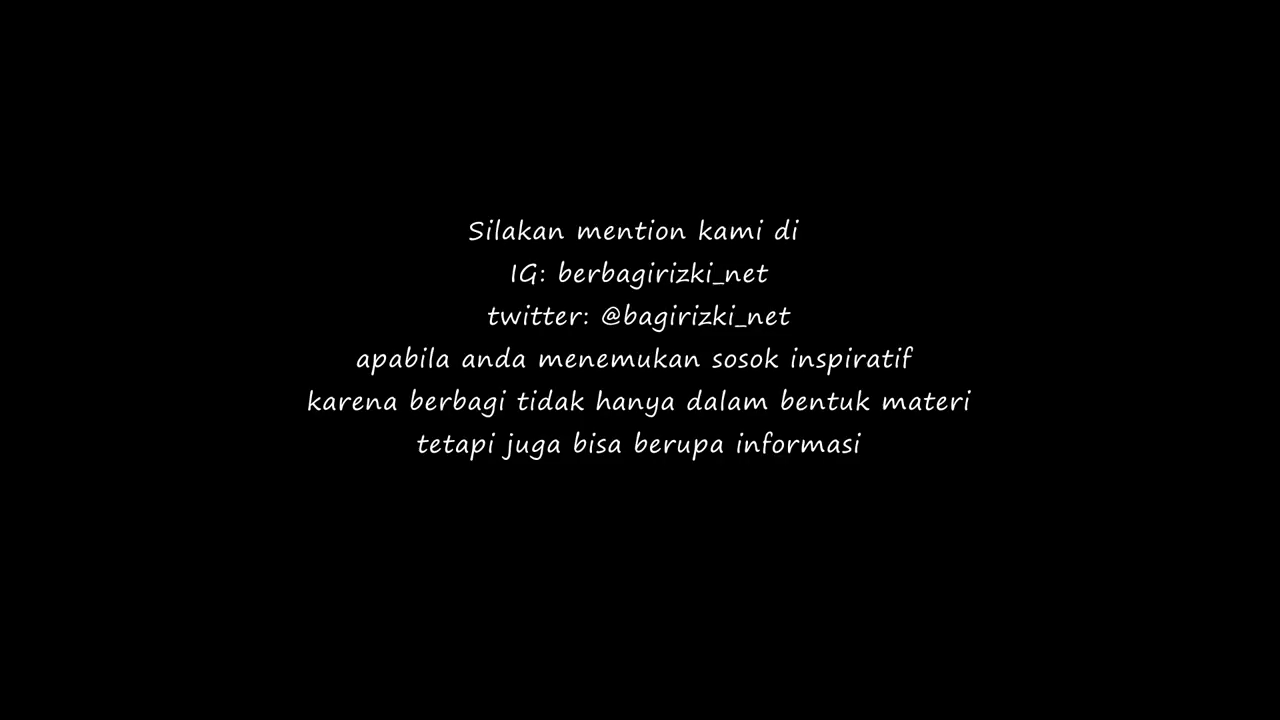 Silakan mention kami di
IG: berbagirizki_net
twitter: @bagirizki_net
apabila anda menemukan sosok inspiratif
karena berbagi tidak hanya dalam bentuk materi
tetapi juga bisa berupa informasi